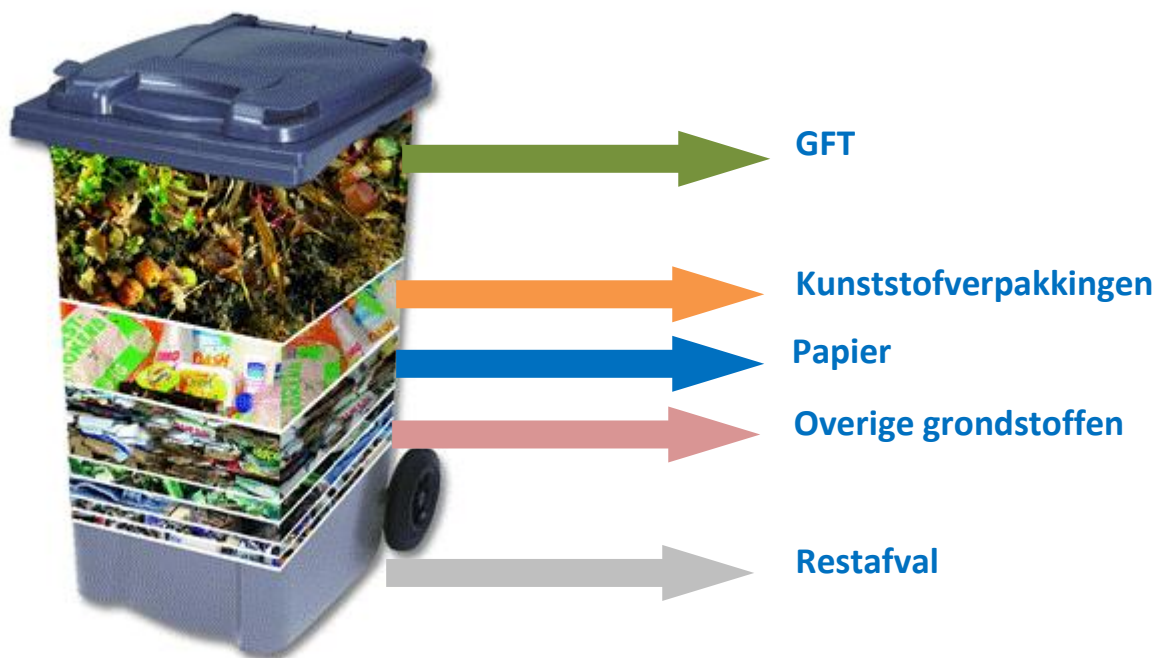 GFT
Kunststofverpakkingen
Papier
Overige grondstoffen
Restafval